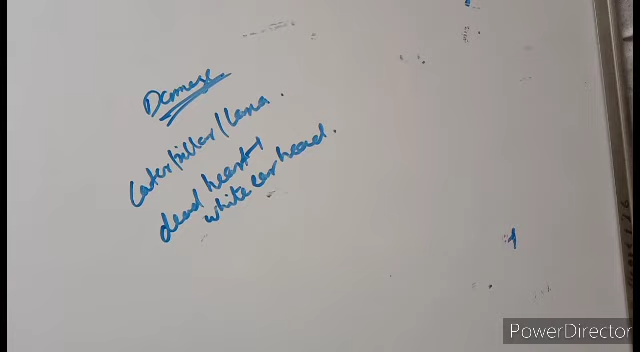 Damage
Caterpillar/Larva.
dead heart
white ear head.
PowerDirector